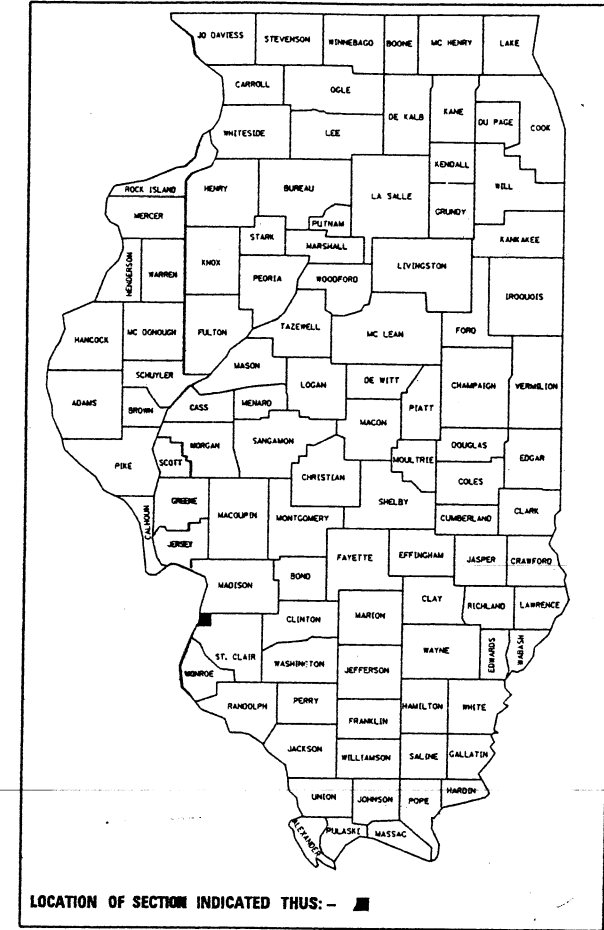 JO DAVIESS
STEVENSON
WINNEBAGO
BOONE
MC HENRY
LAKE
CARROLL
OGLE
DE KALB
KANE
DU PAGE
COOK
WHITESIDE
LEE
KENDALL
WILL
ROCK ISLAND
HENRY
BUREAU
LA SALLE
GRUNDY
MERCER
PUTNAM
STARK
MARSHALL
KANKAKEE
HENDERSON
WARREN
KNOX
PEORIA
WOODFORD
LIVINGSTON
IROQUOIS
HANCOCK
MC DONOUGH
FULTON
TAZEWELL
MC LEAN
FORD
SCHUYLER
MASON
LOGAN
DE WITT
CHAMPAIGN
VERMILION
ADAMS
BROWN
CASS
MENARD
MACON
PIATT
PIKE
SCOTT
MORGAN
SANGAMON
CHRISTIAN
MOULTRIE
DOUGLAS
EDGAR
COLES
CALHOUN
GREENE
MACOUPIN
MONTGOMERY
SHELBY
CUMBERLAND
CLARK
JERSEY
FAYETTE
EFFINGHAM
JASPER
CRAWFORD
MADISON
BOND
CLAY
RICHLAND
LAWRENCE
CLINTON
MARION
WAYNE
EDWARDS
WABASH
ST. CLAIR
WASHINGTON
JEFFERSON
MONROE
RANDOLPH
PERRY
HAMILTON
WHITE
FRANKLIN
JACKSON
WILLIAMSON
SALINE
GALLATIN
UNION
JOHNSON
POPE
HARDIN
ALEXANDER
PULASKI
MASSAC
LOCATION OF SECTION INDICATED THUS: -